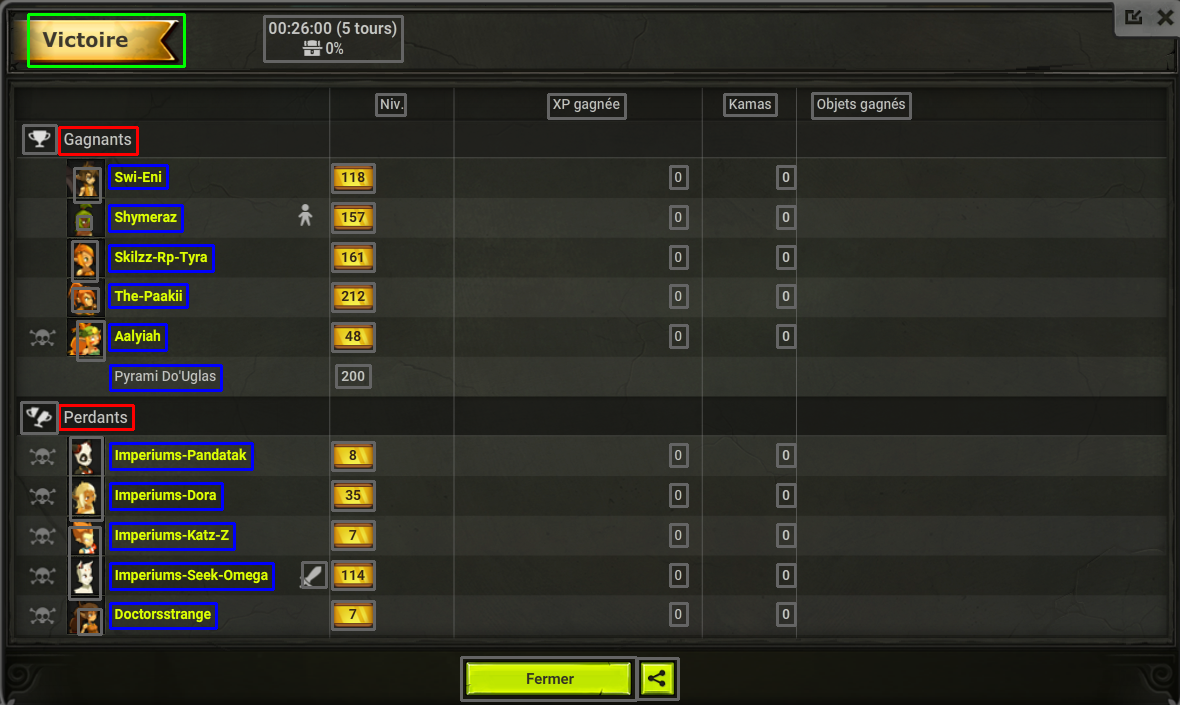 Victoire
00:26:00 (5 tours)
0%
Niv. XP gagnée Kamas Objets gagnés
Gagnants
Swi-Eni 118 0 0
Shymeraz 157 0 0
Skilzz-Rp-Tyra 161 0 0
The-Paakii 212 0 0
Aalyiah 48 0 0
Pyrami Do'Uglas 200
Perdants
Imperiums-Pandatak 8 0 0
Imperiums-Dora 35 0 0
Imperiums-Katz-Z 7 0 0
Imperiums-Seek-Omega 114 0 0
Doctorsstrange 7 0 0
Fermer